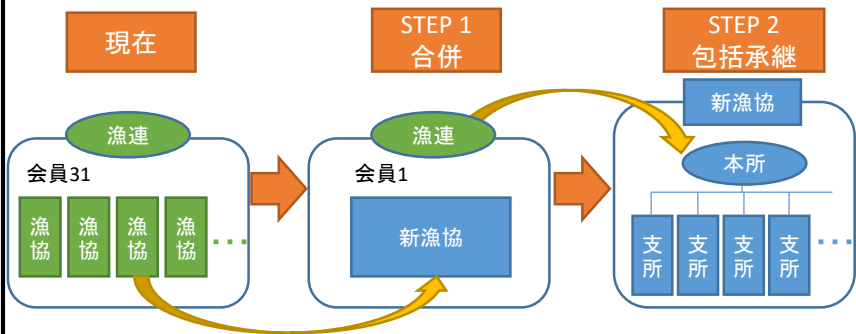 現在
STEP 1
合併
STEP 2
包括承継
漁連
会員31
漁協
漁協
漁協
漁協
・・・
漁連
会員1
新漁協
新漁協
本所
支所
支所
支所
支所
・・・